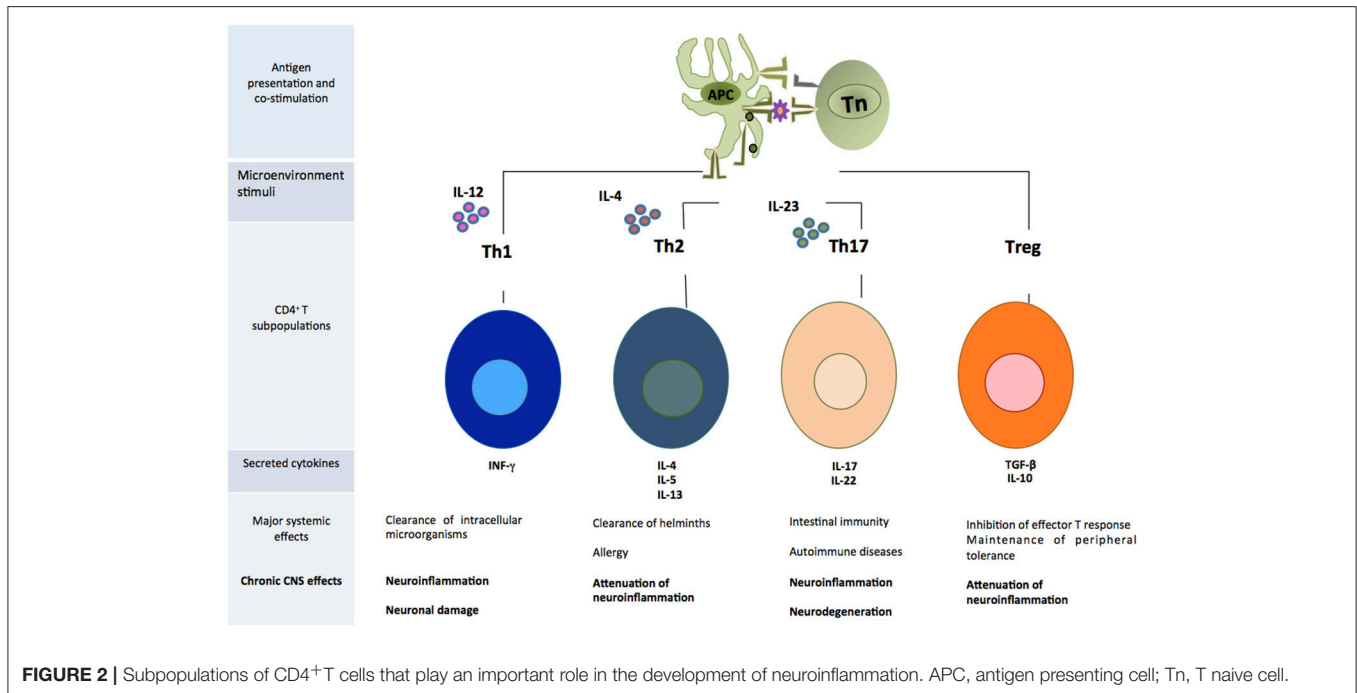 Antigen
presentation and
co-stimulation
APC
Tn
Microenvironment
stimuli
IL-12
IL-4
IL-23
Th1
Th2
Th17
Treg
CD4+ T
subpopulations
Secreted cytokines
INF-γ
IL-4
IL-5
IL-13
IL-17
IL-22
TGF-β
IL-10
Major systemic
effects
Clearance of intracellular
microorganisms
Clearance of helminths
Allergy
Intestinal immunity
Autoimmune diseases
Inhibition of effector T response
Maintenance of peripheral
tolerance
Chronic CNS effects
Neuroinflammation
Neuronal damage
Attenuation of
neuroinflammation
Neuroinflammation
Neurodegeneration
Attenuation of
neuroinflammation
FIGURE 2 | Subpopulations of CD4+T cells that play an important role in the development of neuroinflammation. APC, antigen presenting cell; Tn, T naive cell.